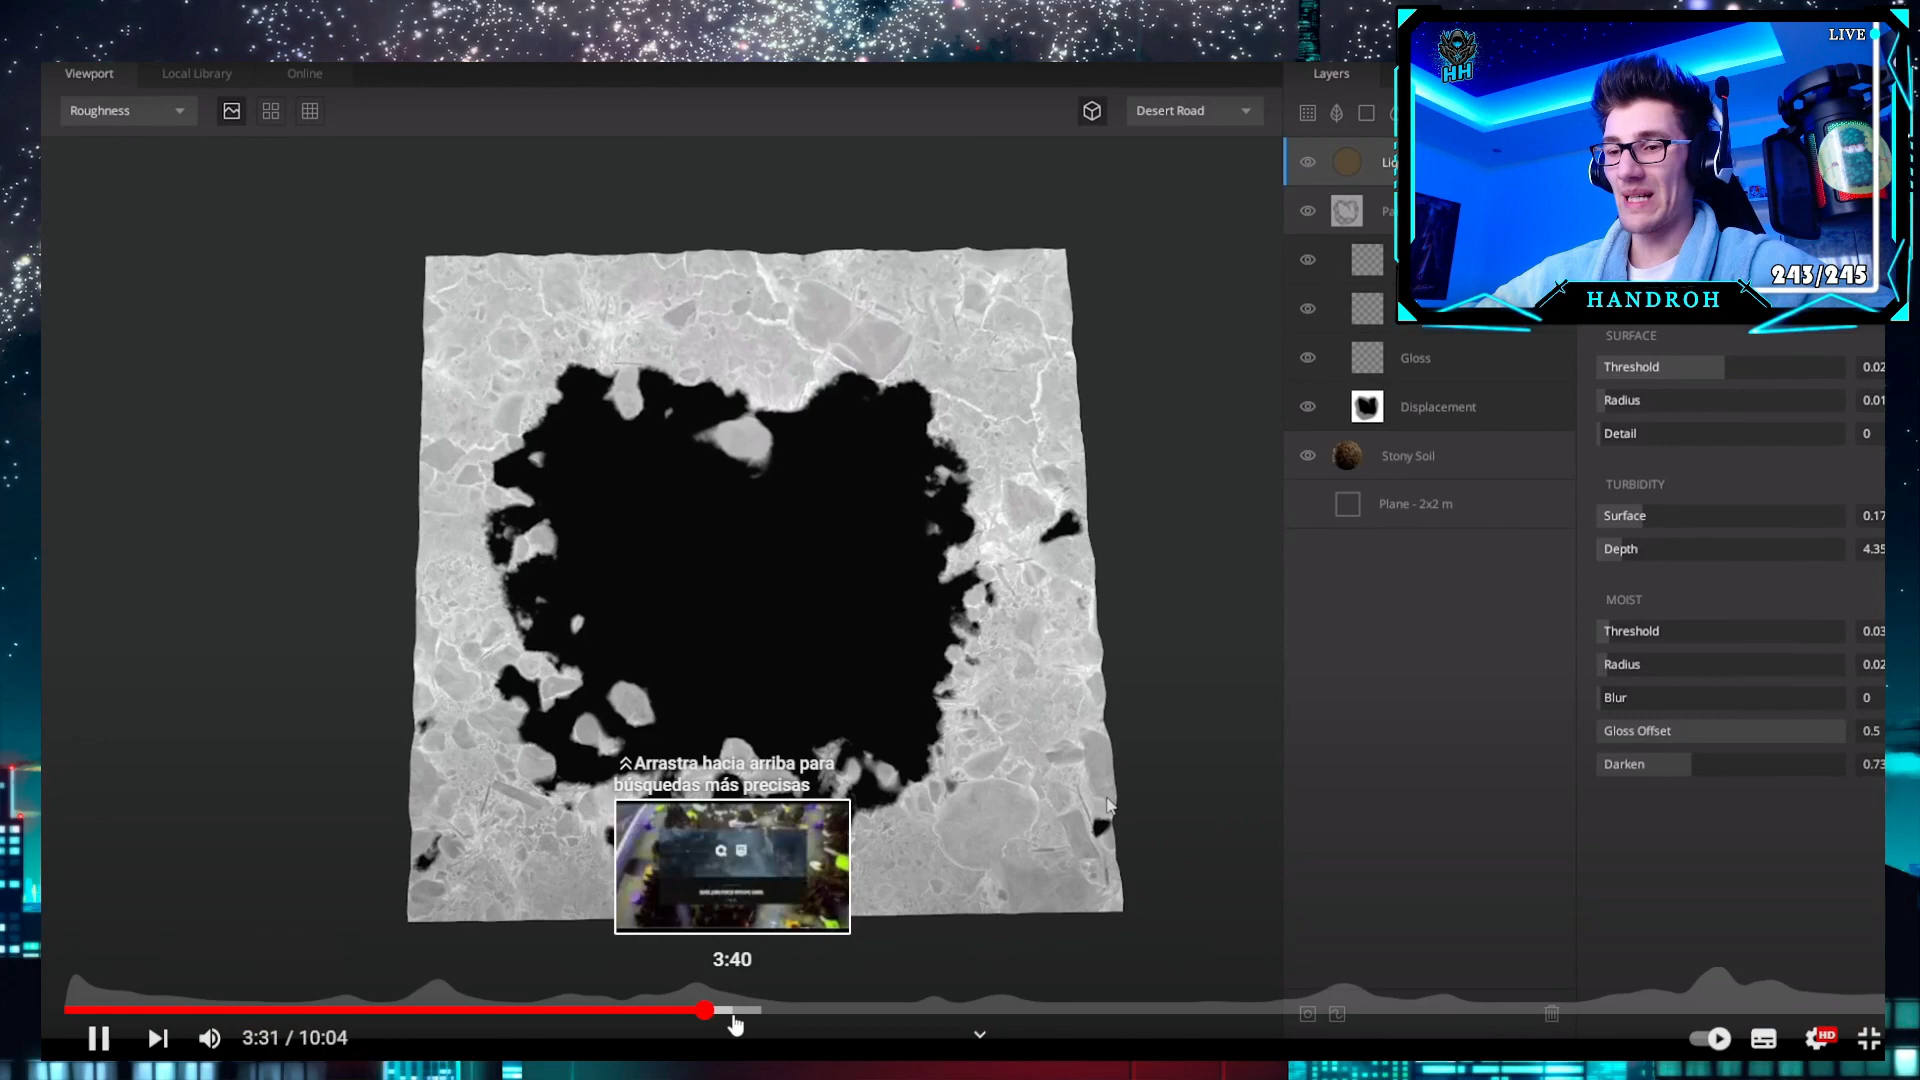 Viewport Local Library Online
Layers
LIVE
HH
Roughness
Desert Road
243/245
HANDROH
SURFACE
Threshold 0.02
Gloss
Radius 0.01
Displacement
Detail 0
Stony Soil
TURBIDITY
Plane - 2x2 m
Surface 0.17
Depth 4.35
MOIST
Threshold 0.03
Radius 0.02
Blur 0
Gloss Offset 0.5
Darken 0.73
Arrastra hacia arriba para
búsquedas más precisas
3:40
3:31 / 10:04
HD